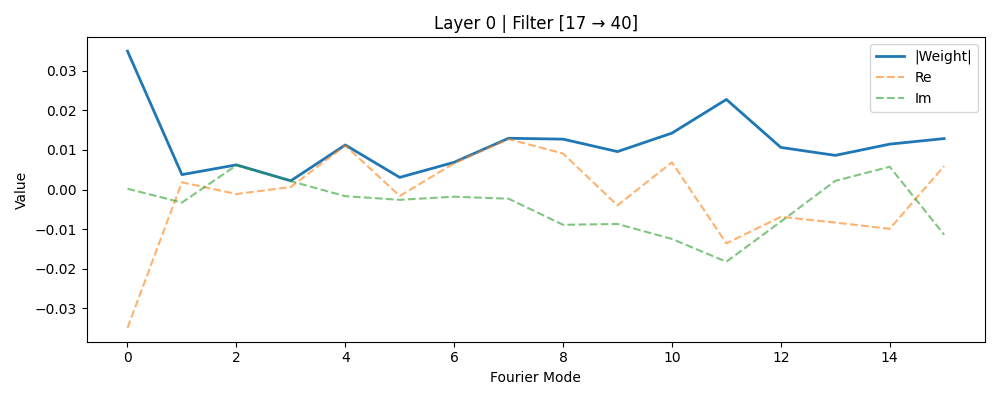 Layer 0 | Filter [17 → 40]
|Weight|
Re
Im
0.03
0.02
0.01
0.00
−0.01
−0.02
−0.03
Value
0 2 4 6 8 10 12 14
Fourier Mode